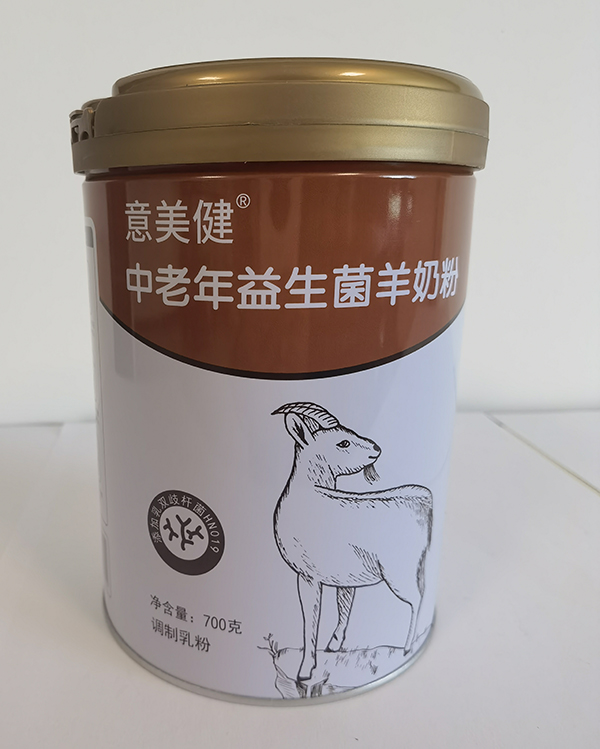 意美健®
中老年益生菌羊奶粉
添加乳双歧杆菌HN019
净含量：700克
调制乳粉